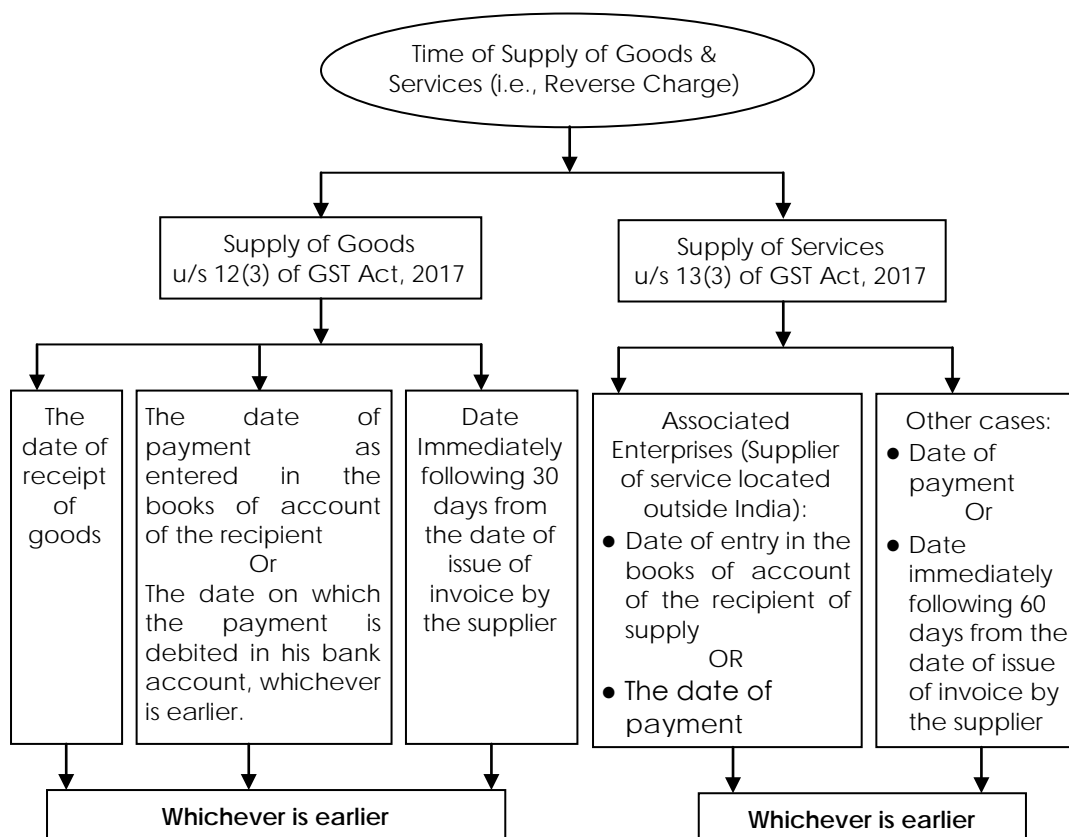 Time of Supply of Goods &
Services (i.e., Reverse Charge)
Supply of Goods
u/s 12(3) of GST Act, 2017
Supply of Services
u/s 13(3) of GST Act, 2017
The
date of
receipt
of
goods
The date of
payment as
entered in the
books of account
of the recipient
Or
The date on which
the payment is
debited in his bank
account, whichever
is earlier.
Date
Immediately
following 30
days from
the date of
issue of
invoice by
the supplier
Associated
Enterprises (Supplier
of service located
outside India):
● Date of entry in the
books of account
of the recipient of
supply
OR
● The date of
payment
Other cases:
● Date of
payment
Or
● Date
immediately
following 60
days from the
date of issue
of invoice by
the supplier
Whichever is earlier
Whichever is earlier